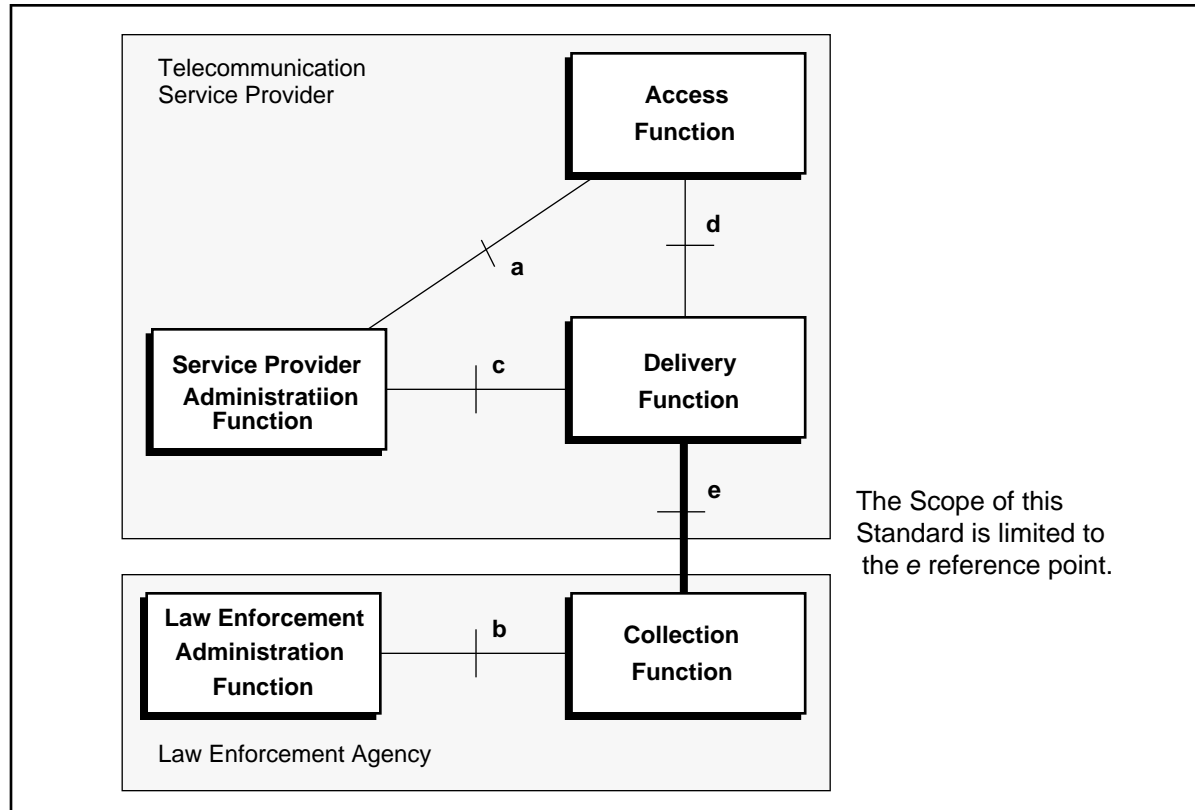 Telecommunication
Service Provider
Access
Function
d
a
Service Provider
Administratiion
Function
c
Delivery
Function
e
The Scope of this
Standard is limited to
the e reference point.
Law Enforcement
Administration
Function
b
Collection
Function
Law Enforcement Agency